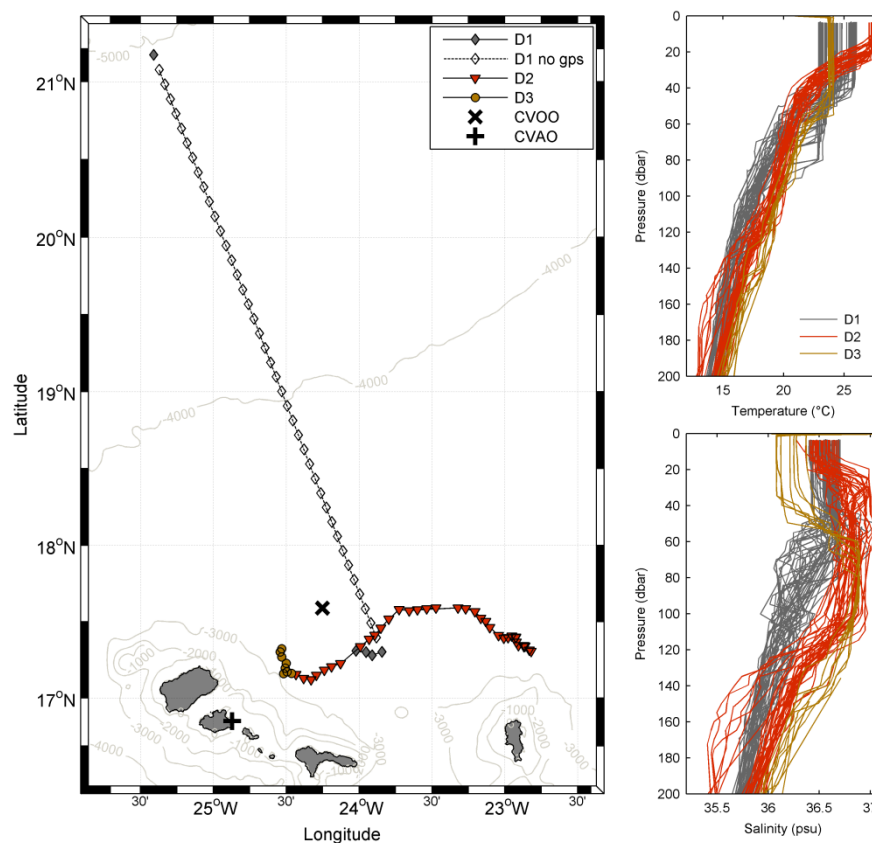 D1
D1 no gps
D2
D3
CVOO
CVAO
21°N
20°N
19°N
18°N
17°N
Latitude
-5000
-4000
-4000
-4000
-3000
-2000
-1000
-1000
-2000
-3000
-4000
-1000
-2000
-3000
-1000
-3000
-1000
-2000
-3000
30' 25°W 30' 24°W 30' 23°W 30'
Longitude
0
20
40
60
80
100
120
140
160
180
200
Pressure (dbar)
D1
D2
D3
15 20 25
Temperature (°C)
0
20
40
60
80
100
120
140
160
180
200
Pressure (dbar)
35.5 36 36.5 37
Salinity (psu)